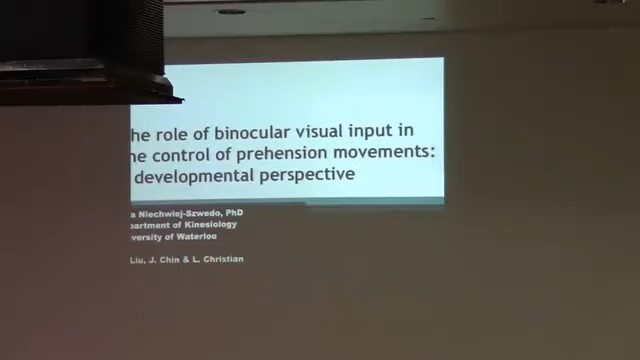 he role of binocular visual input in
he control of prehension movements:
developmental perspective
a Niechwiej-Szwedo, PhD
partment of Kinesiology
versity of Waterloo
Liu, J. Chin & L. Christian